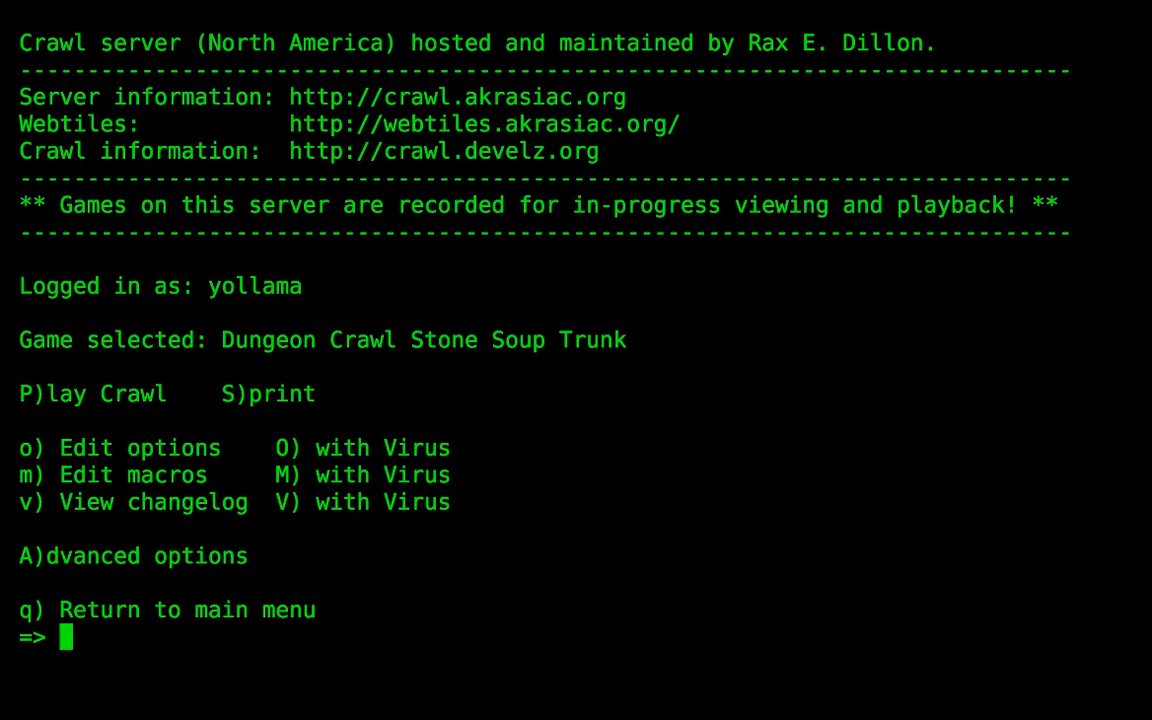 Crawl server (North America) hosted and maintained by Rax E. Dillon.
------------------------------------------------------------------------------
Server information: http://crawl.akrasiac.org
Webtiles:           http://webtiles.akrasiac.org/
Crawl information:  http://crawl.develz.org
------------------------------------------------------------------------------
** Games on this server are recorded for in-progress viewing and playback! **
------------------------------------------------------------------------------
Logged in as: yollama
Game selected: Dungeon Crawl Stone Soup Trunk
P)lay Crawl    S)print
o) Edit options    O) with Virus
m) Edit macros     M) with Virus
v) View changelog  V) with Virus
A)dvanced options
q) Return to main menu
=>